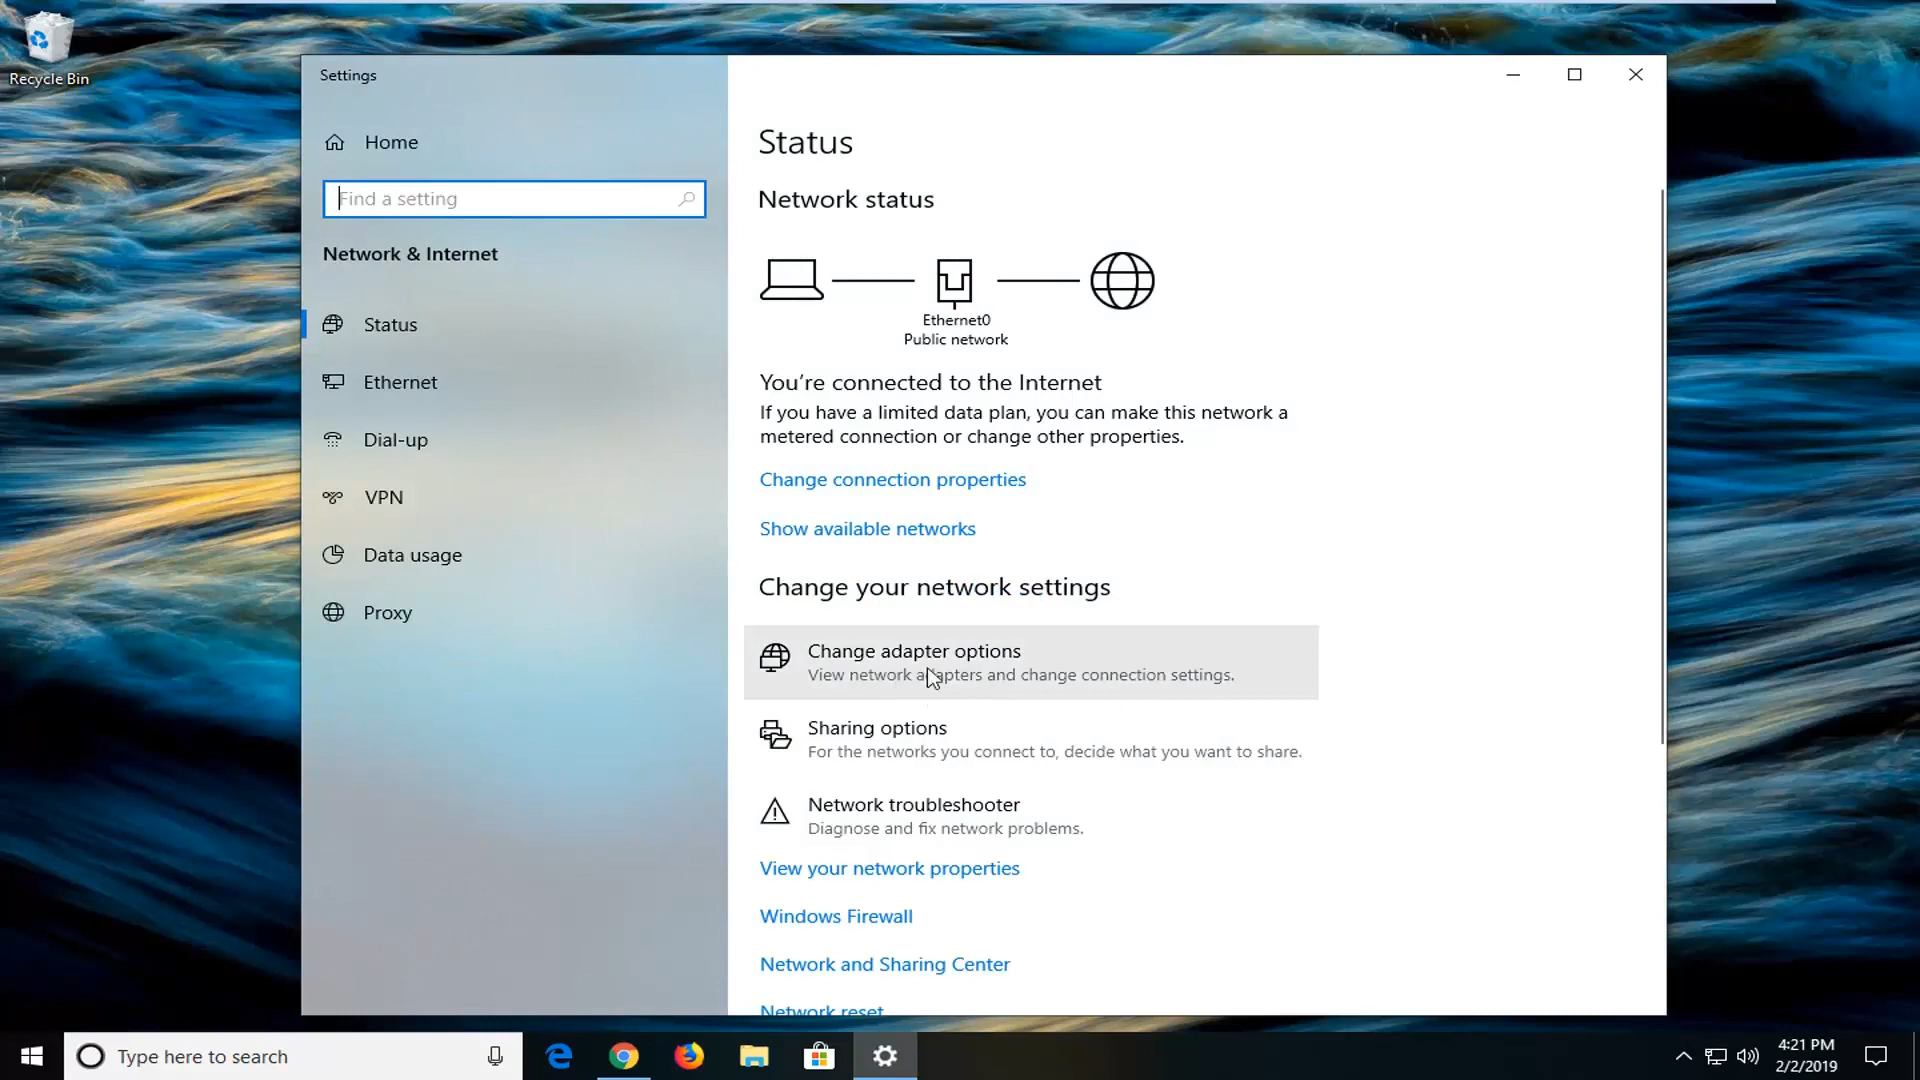 Recycle Bin
Settings
Home
Find a setting
Network & Internet
Status
Ethernet
Dial-up
VPN
Data usage
Proxy
Status
Network status
Ethernet0
Public network
You're connected to the Internet
If you have a limited data plan, you can make this network a
metered connection or change other properties.
Change connection properties
Show available networks
Change your network settings
Change adapter options
View network adapters and change connection settings.
Sharing options
For the networks you connect to, decide what you want to share.
Network troubleshooter
Diagnose and fix network problems.
View your network properties
Windows Firewall
Network and Sharing Center
Network reset
Type here to search
4:21 PM
2/2/2019